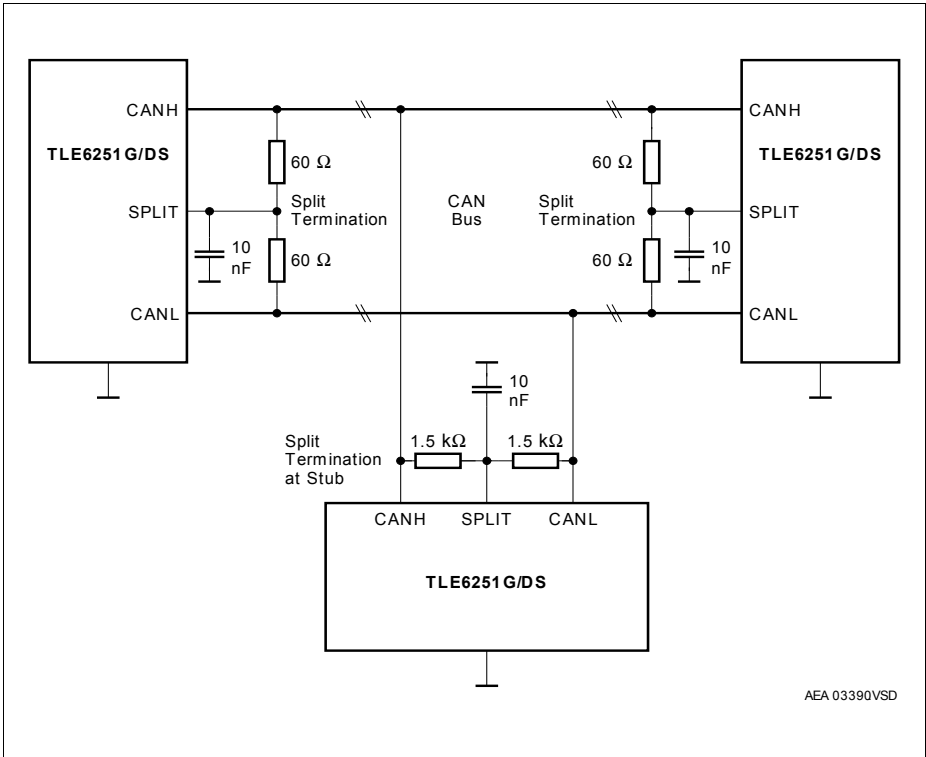 CANH
TLE6251G/DS
SPLIT
CANL
60 Ω
10
nF
60 Ω
Split
Termination
CAN
Bus
Split
Termination
60 Ω
60 Ω
10
nF
CANH
TLE6251G/DS
SPLIT
CANL
10
nF
Split
Termination
at Stub
1.5 kΩ
1.5 kΩ
CANH SPLIT CANL
TLE6251G/DS
AEA 03390.VSD